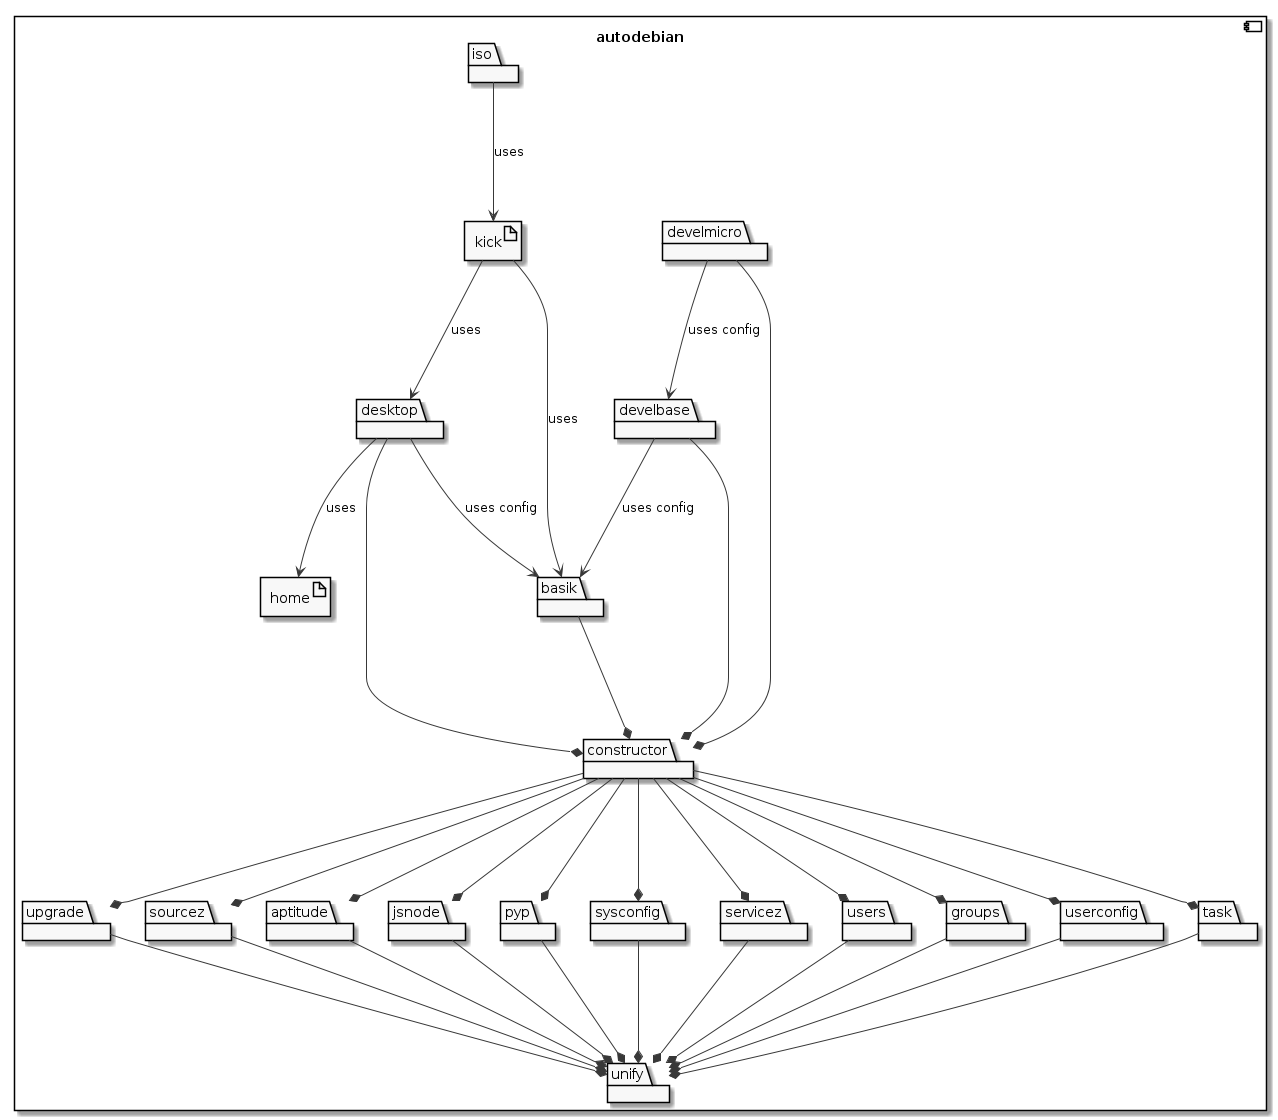 autodebian
iso
uses
kick
develmicro
uses
uses config
desktop
uses
develbase
uses
uses config
uses config
home
basik
constructor
upgrade
sourcez
aptitude
jsnode
pyp
sysconfig
servicez
users
groups
userconfig
task
unify